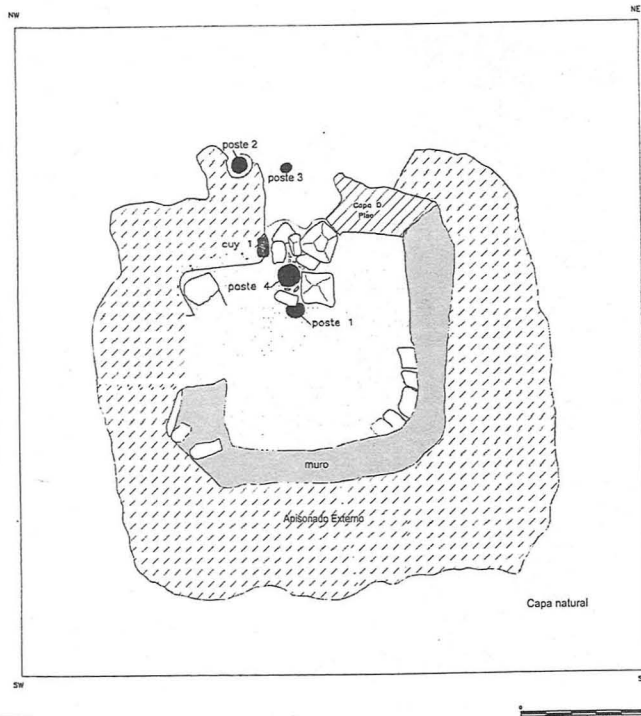 NW
NE
poste 2
poste 3
Capa D
Piso
cuy 1
poste 4
poste 1
muro
Apisonado Externo
Capa natural
SW
S
0